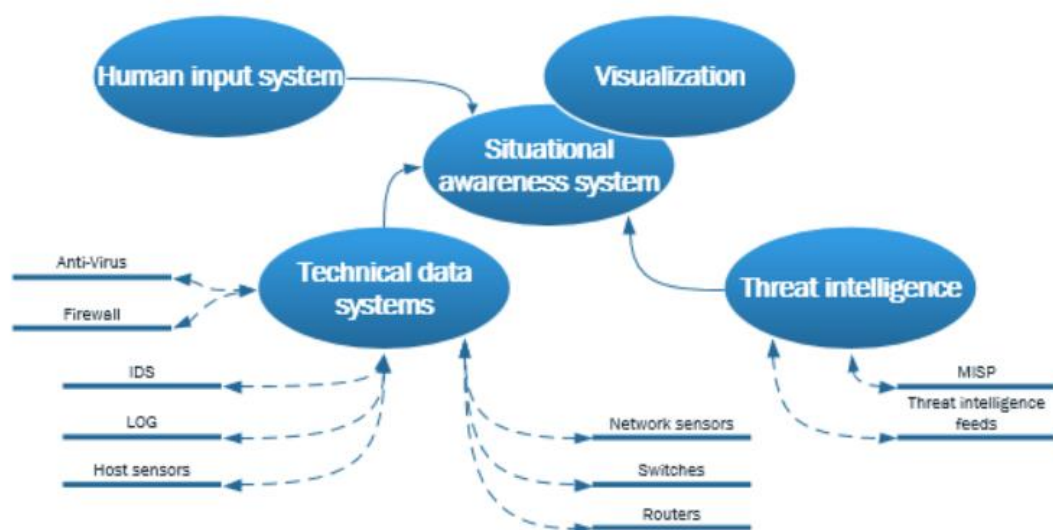 Human input system
Visualization
Situational
awareness system
Technical data
systems
Threat intelligence
Anti-Virus
Firewall
IDS
LOG
Host sensors
Network sensors
Switches
Routers
MISP
Threat intelligence
feeds